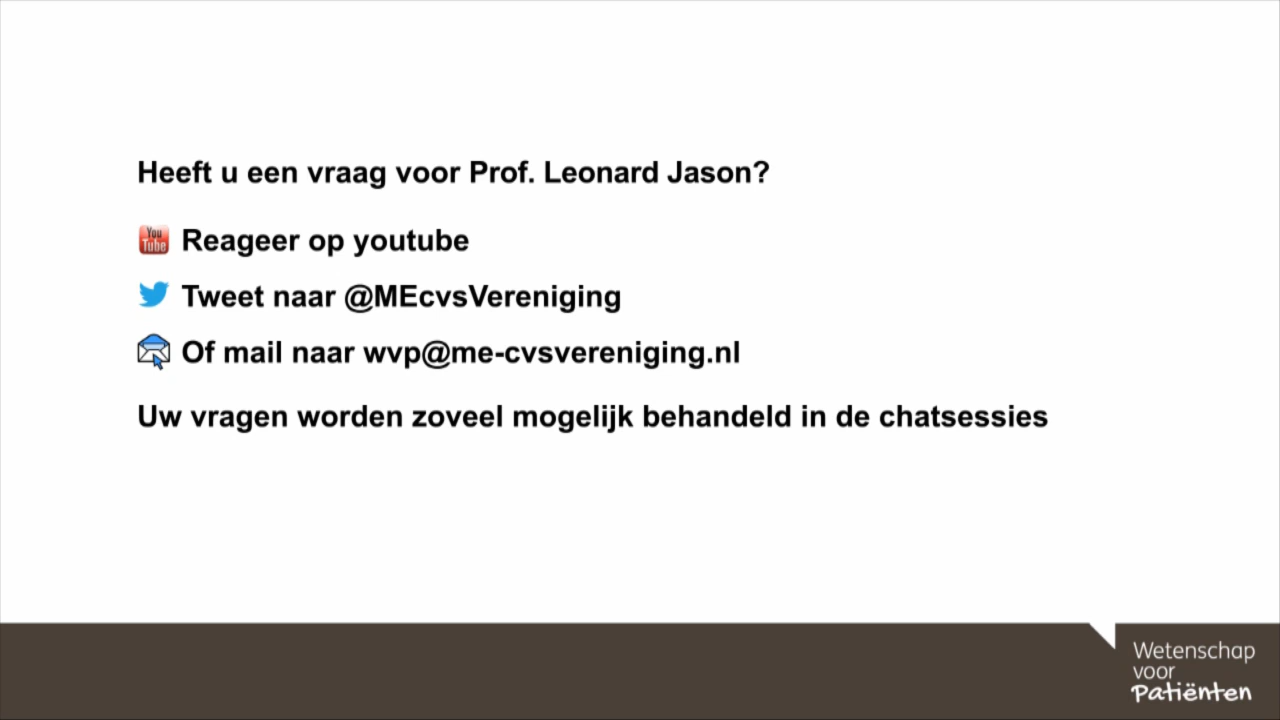 Heeft u een vraag voor Prof. Leonard Jason?
You
Tube
Reageer op youtube
Tweet naar @MEcvsVereniging
Of mail naar wvp@me-cvsvereniging.nl
Uw vragen worden zoveel mogelijk behandeld in de chatsessies
Wetenschap
voor
Patiënten